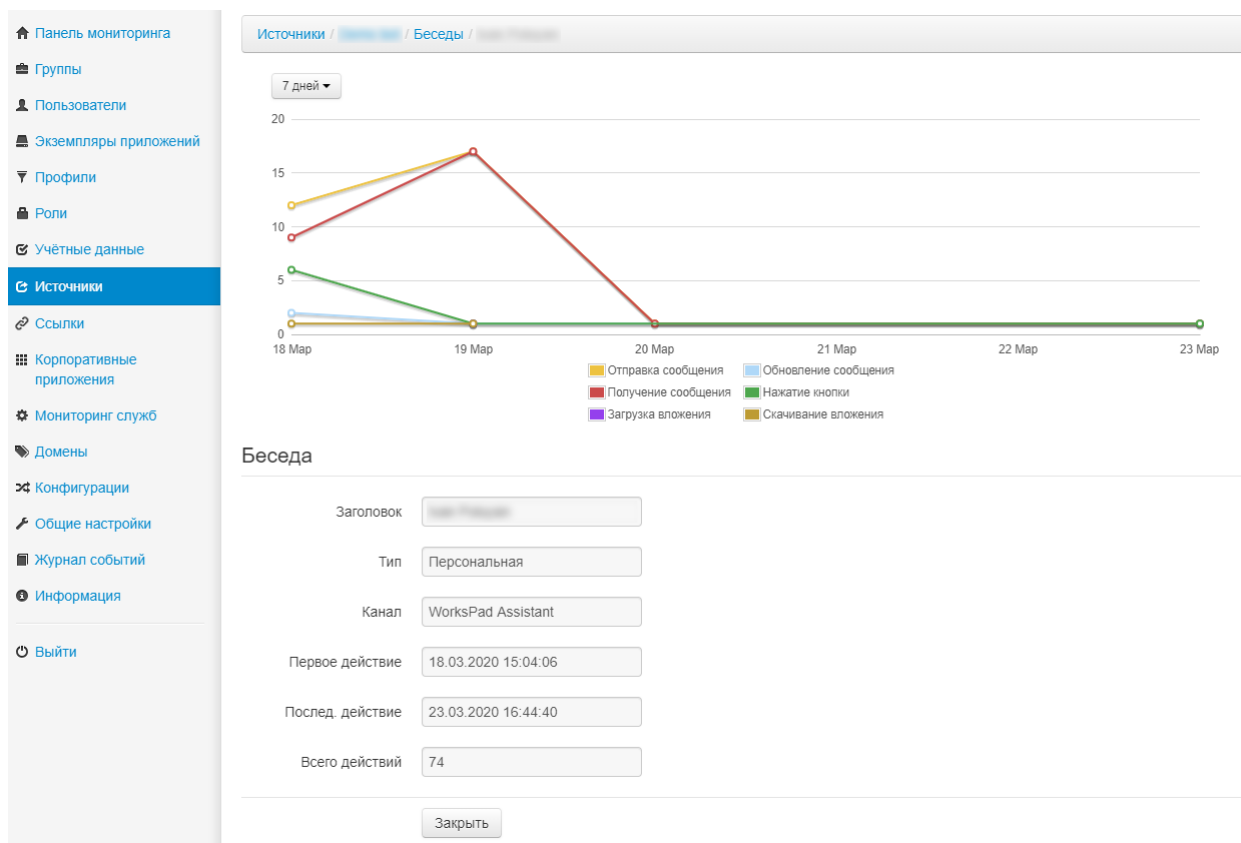 Панель мониторинга
Группы
Пользователи
Экземпляры приложений
Профили
Роли
Учётные данные
Источники
Ссылки
Корпоративные
приложения
Мониторинг служб
Домены
Конфигурации
Общие настройки
Журнал событий
Информация
Выйти
Источники / / Беседы /
7 дней
20
15
10
5
0
18 Мар 19 Мар 20 Мар 21 Мар 22 Мар 23 Мар
Отправка сообщения Обновление сообщения
Получение сообщения Нажатие кнопки
Загрузка вложения Скачивание вложения
Беседа
Заголовок
Тип Персональная
Канал WorksPad Assistant
Первое действие 18.03.2020 15:04:06
Послед. действие 23.03.2020 16:44:40
Всего действий 74
Закрыть